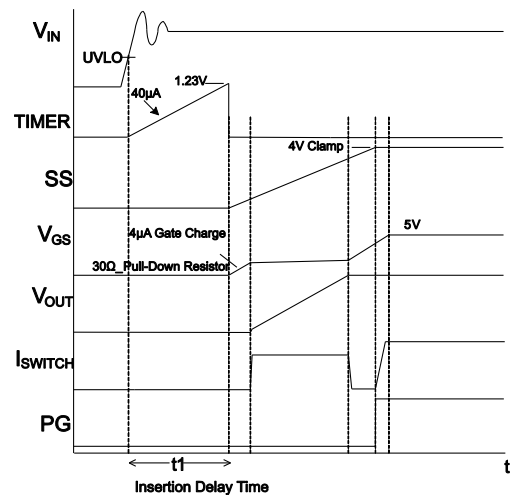 VIN
UVLO
1.23V
40µA
TIMER
4V Clamp
SS
5V
VGS
4µA Gate Charge
30Ω_Pull-Down Resistor
VOUT
ISWITCH
PG
t1
t
Insertion Delay Time